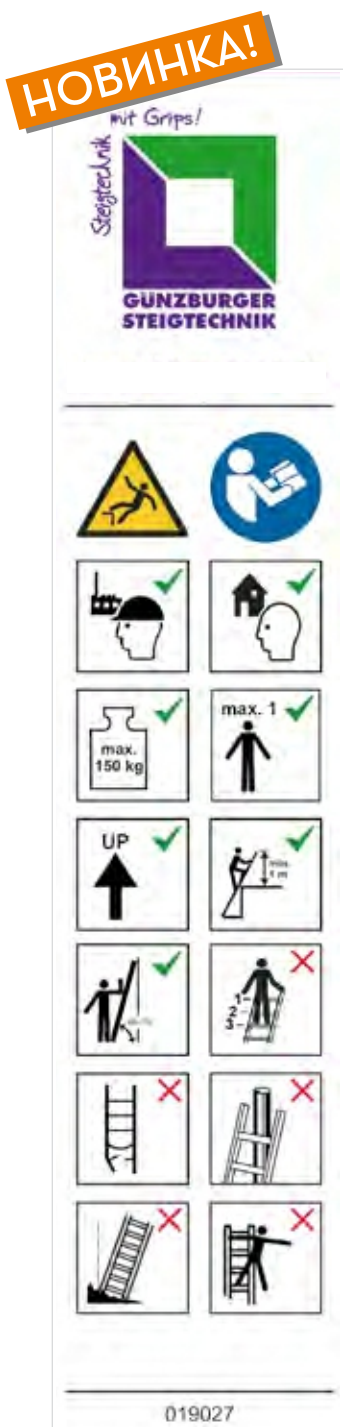 НОВИНКА!
mit Grips!
Steigtechnik
GÜNZBURGER
STEIGTECHNIK
max.
150 kg
max. 1
UP
min.
1 m
1
2
3
019027